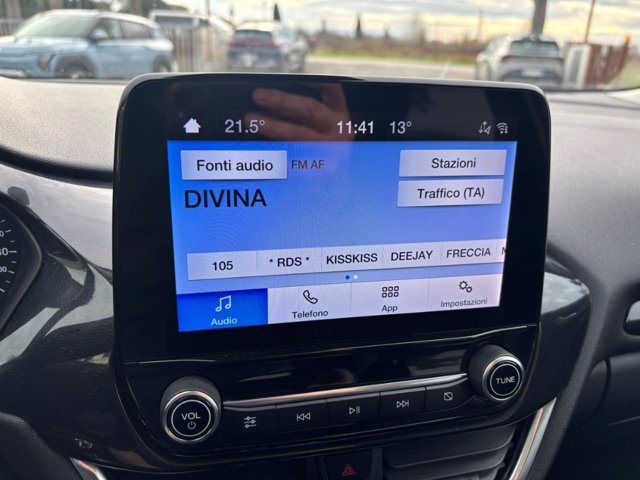 21.5° 11:41 13°
Fonti audio FM AF Stazioni
DIVINA Traffico (TA)
105 * RDS * KISSKISS DEEJAY FRECCIA
Audio Telefono App Impostazioni
VOL TUNE